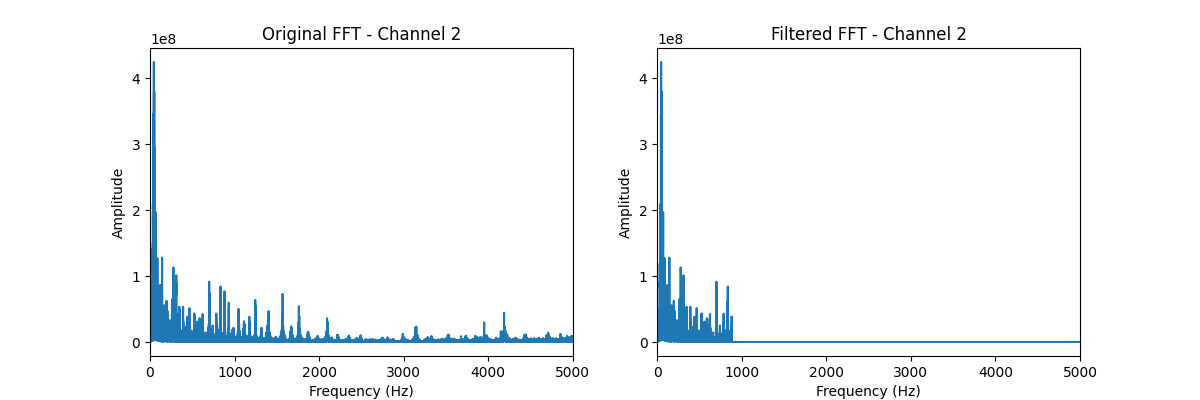 Original FFT - Channel 2
1e8
4
3
2
1
0
Amplitude
0 1000 2000 3000 4000 5000
Frequency (Hz)
Filtered FFT - Channel 2
1e8
4
3
2
1
0
Amplitude
0 1000 2000 3000 4000 5000
Frequency (Hz)